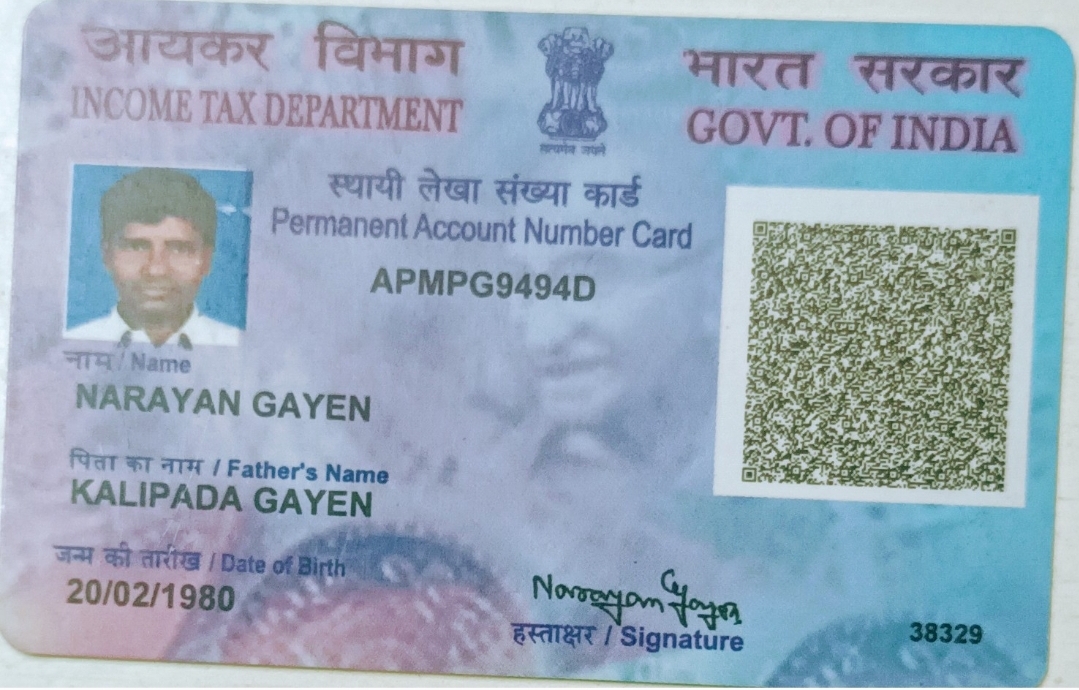 आयकर विभाग
INCOME TAX DEPARTMENT
सत्यमेव जयते
भारत सरकार
GOVT. OF INDIA
स्थायी लेखा संख्या कार्ड
Permanent Account Number Card
APMPG9494D
नाम / Name
NARAYAN GAYEN
पिता का नाम / Father's Name
KALIPADA GAYEN
जन्म की तारीख / Date of Birth
20/02/1980
Narayan Gayen
हस्ताक्षर / Signature
38329